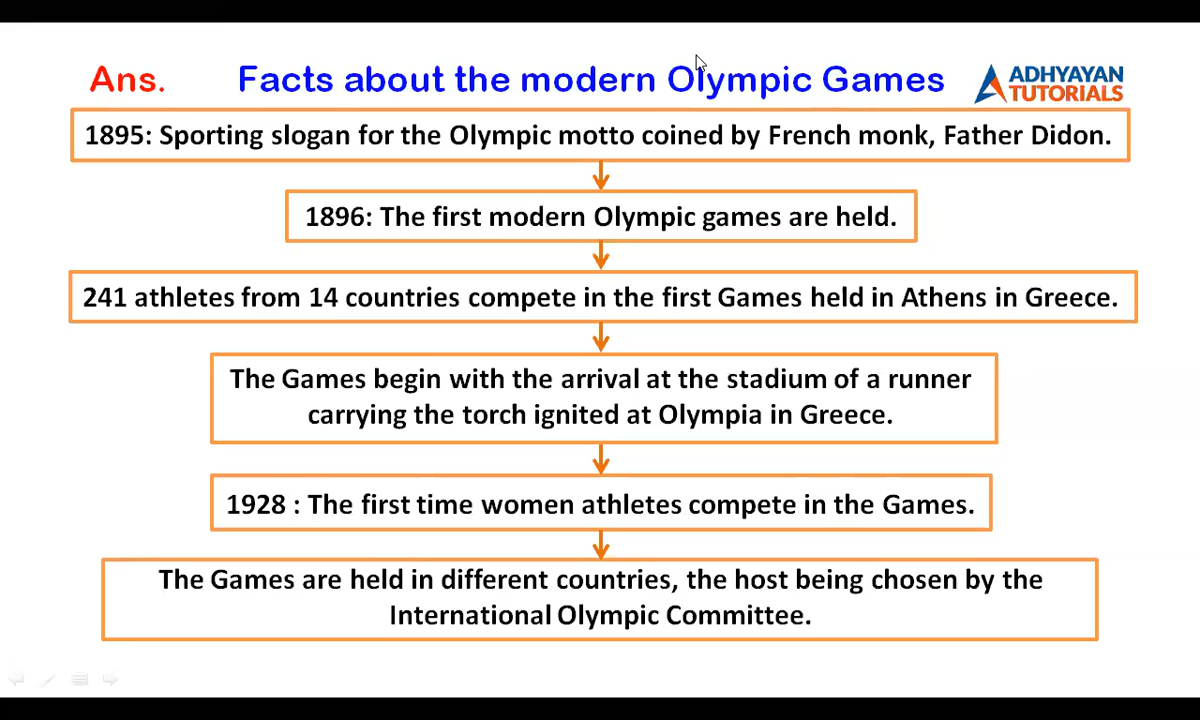 Ans. Facts about the modern Olympic Games
ADHYAYAN
TUTORIALS
1895: Sporting slogan for the Olympic motto coined by French monk, Father Didon.
1896: The first modern Olympic games are held.
241 athletes from 14 countries compete in the first Games held in Athens in Greece.
The Games begin with the arrival at the stadium of a runner
carrying the torch ignited at Olympia in Greece.
1928 : The first time women athletes compete in the Games.
The Games are held in different countries, the host being chosen by the
International Olympic Committee.